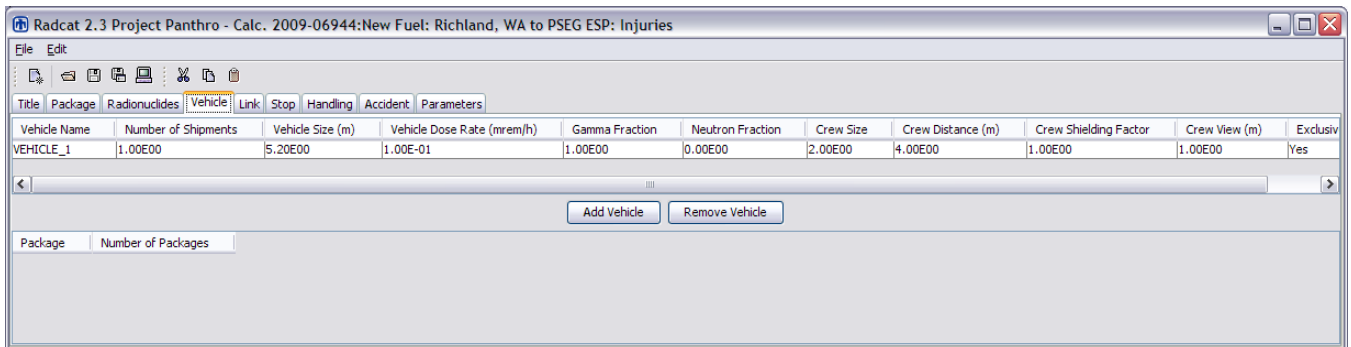 Radcat 2.3 Project Panthro - Calc. 2009-06944:New Fuel: Richland, WA to PSEG ESP: Injuries
File Edit
Title Package Radionuclides Vehicle Link Stop Handling Accident Parameters
Vehicle Name Number of Shipments Vehicle Size (m) Vehicle Dose Rate (mrem/h) Gamma Fraction Neutron Fraction Crew Size Crew Distance (m) Crew Shielding Factor Crew View (m) Exclusiv
VEHICLE_1 1.00E00 5.20E00 1.00E-01 1.00E00 0.00E00 2.00E00 4.00E00 1.00E00 1.00E00 Yes
Add Vehicle Remove Vehicle
Package Number of Packages